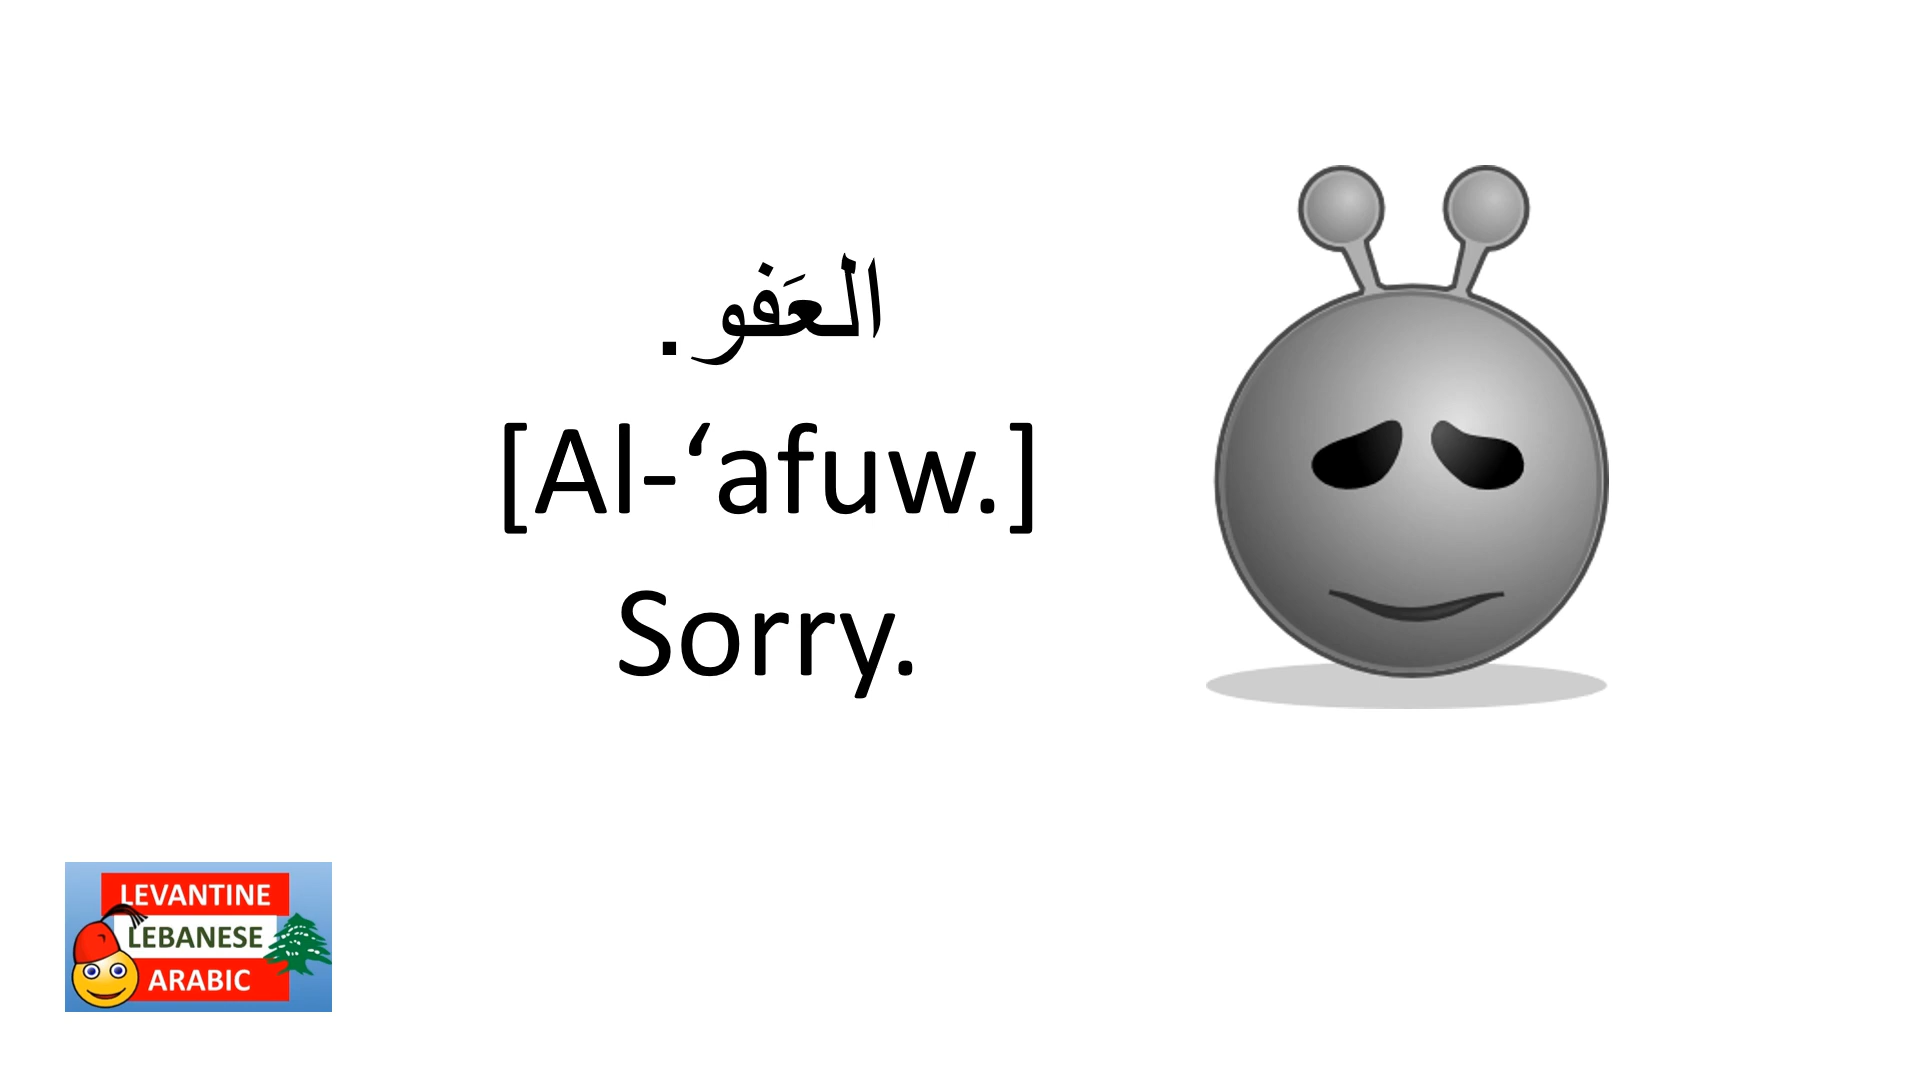 العَفو.
[Al-‘afuw.]
Sorry.
LEVANTINE
LEBANESE
ARABIC